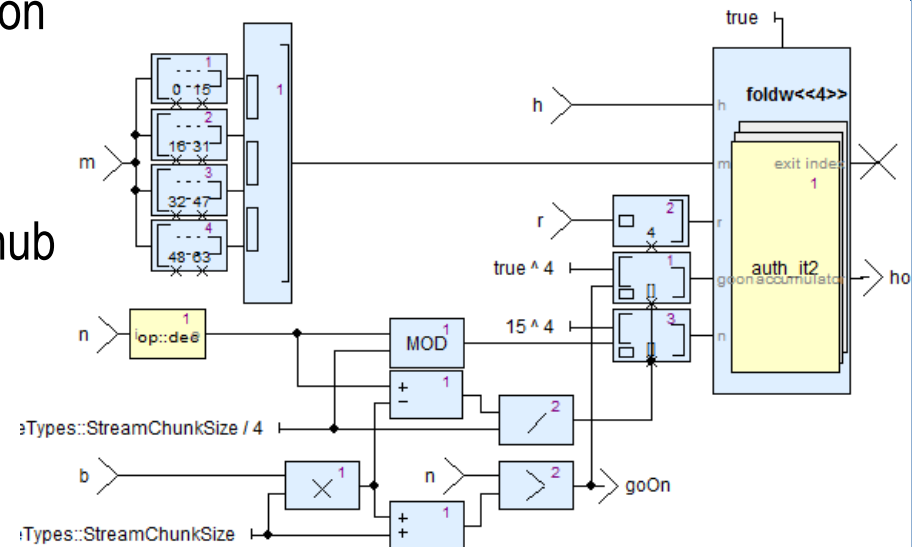 on
true
1
0 15
foldw<<4>>
1
h
h
2
16 31
m
m
exit index
3
32 47
1
2
r
r
4
hub
4
48 63
true ^ 4
1
goon
accumulator
auth_it2
ho
n
1
MOD
1
15 ^ 4
3
n
+
-
1
2
eTypes::StreamChunkSize / 4
b
1
n
2
goOn
+
+
1
eTypes::StreamChunkSize